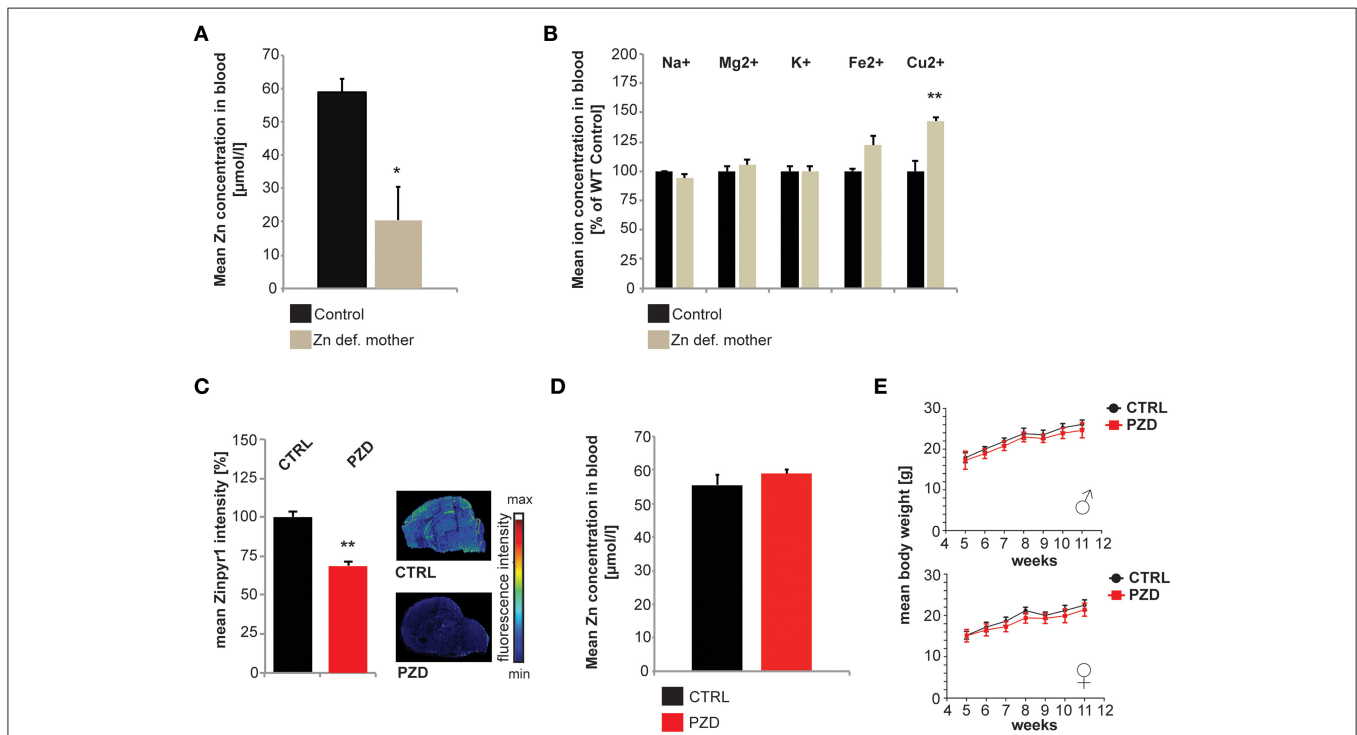 A
Mean Zn concentration in blood
[µmol/l]
70
60
50
40
30
20
10
0
*
Control
Zn def. mother
B
Mean ion concentration in blood
[% of WT Control]
200
175
150
125
100
75
50
25
0
Na+ Mg2+ K+ Fe2+ Cu2+
**
Control
Zn def. mother
C
mean Zinpyr1 intensity [%]
150
125
100
75
50
25
0
CTRL
PZD
**
CTRL
PZD
max
fluorescence intensity
min
D
Mean Zn concentration in blood
[µmol/l]
70
60
50
40
30
20
10
0
CTRL
PZD
E
mean body weight [g]
30
20
10
0
CTRL
PZD
♂
4 5 6 7 8 9 10 11 12
weeks
30
20
10
0
CTRL
PZD
♀
4 5 6 7 8 9 10 11 12
weeks